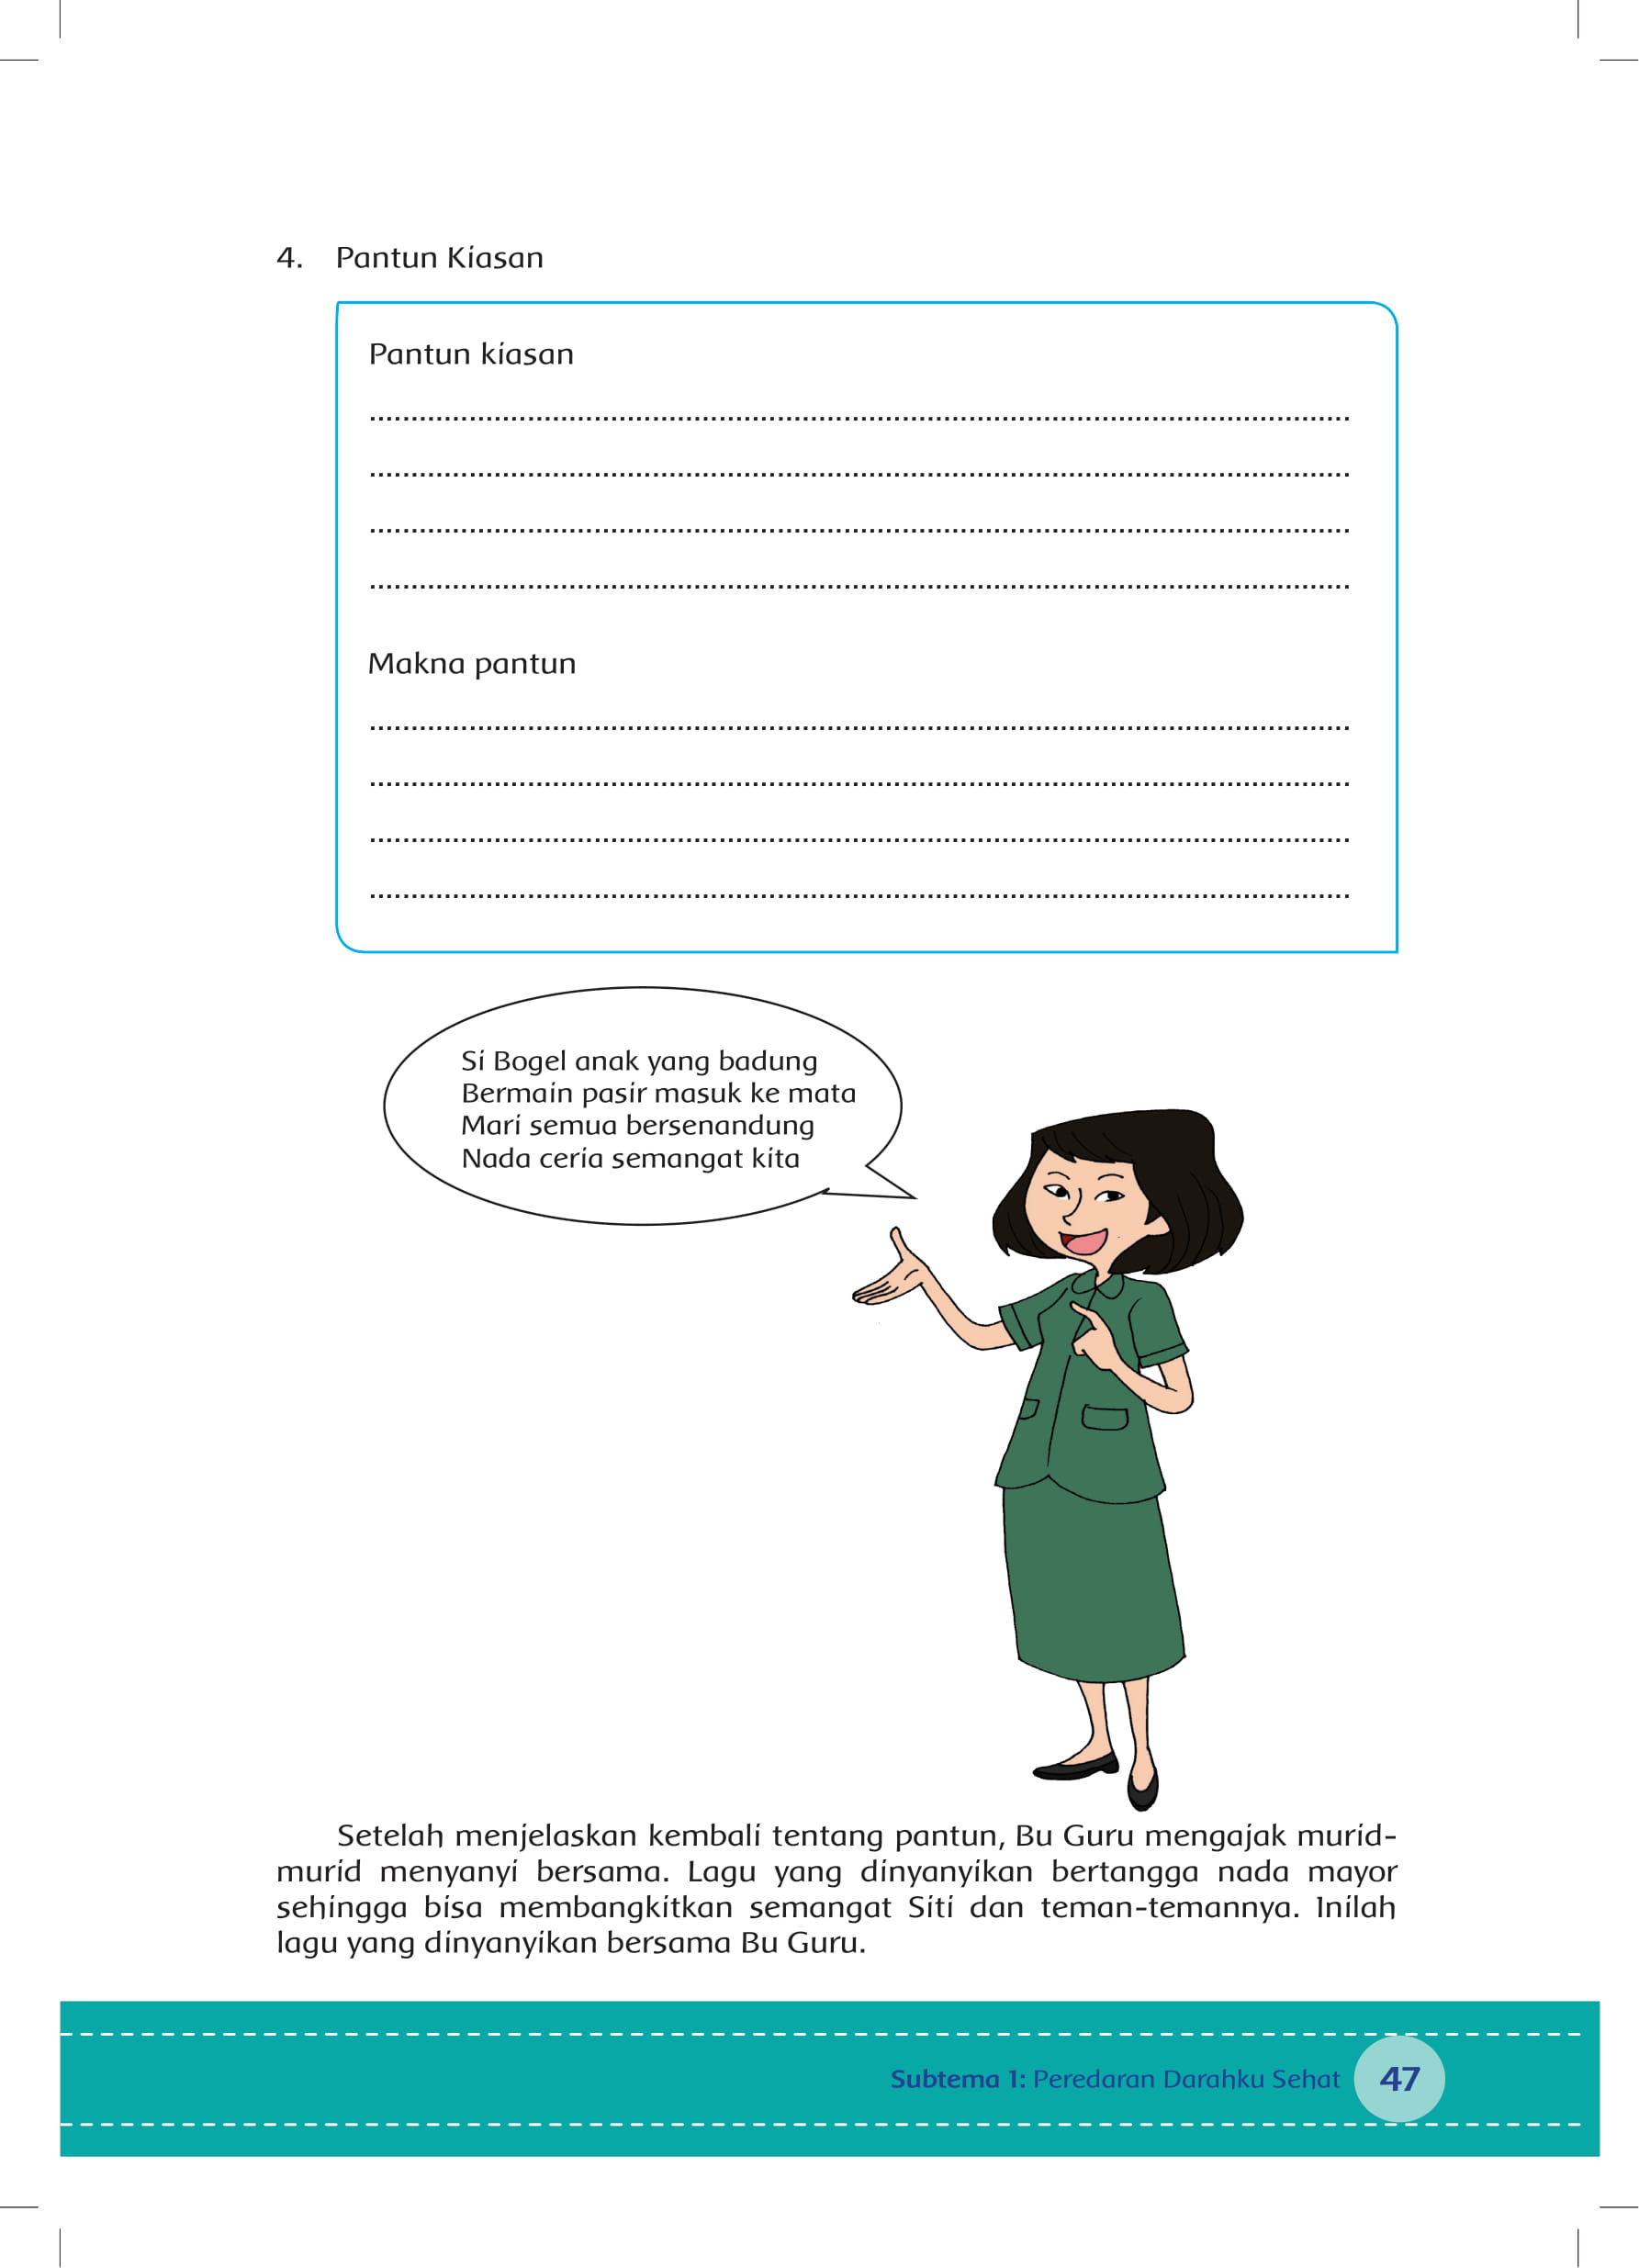 4. Pantun Kiasan
Pantun kiasan
Makna pantun
Si Bogel anak yang badung
Bermain pasir masuk ke mata
Mari semua bersenandung
Nada ceria semangat kita
Setelah menjelaskan kembali tentang pantun, Bu Guru mengajak murid-
murid menyanyi bersama. Lagu yang dinyanyikan bertangga nada mayor
sehingga bisa membangkitkan semangat Siti dan teman-temannya. Inilah
lagu yang dinyanyikan bersama Bu Guru.
Subtema 1: Peredaran Darahku Sehat 47